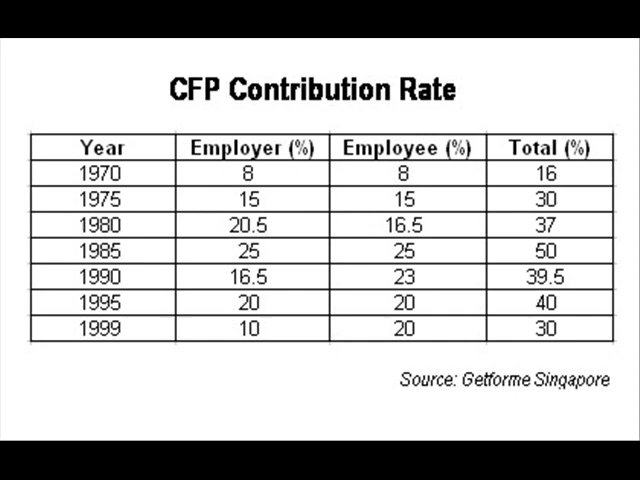 CFP Contribution Rate
Year Employer (%) Employee (%) Total (%)
1970 8 8 16
1975 15 15 30
1980 20.5 16.5 37
1985 25 25 50
1990 16.5 23 39.5
1995 20 20 40
1999 10 20 30
Source: Getforme Singapore